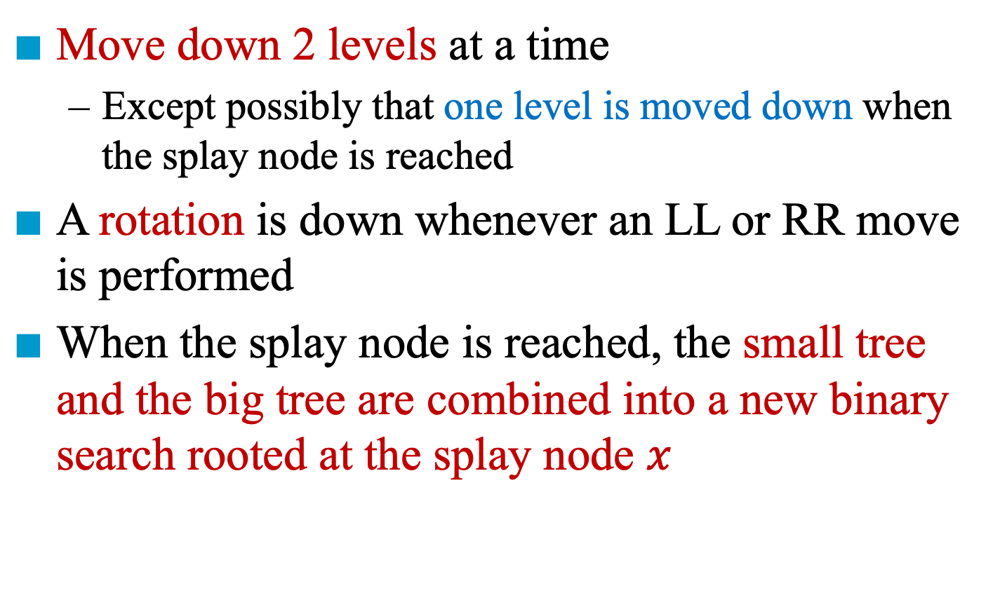 Move down 2 levels at a time
– Except possibly that one level is moved down when
the splay node is reached
A rotation is down whenever an LL or RR move
is performed
When the splay node is reached, the small tree
and the big tree are combined into a new binary
search rooted at the splay node x